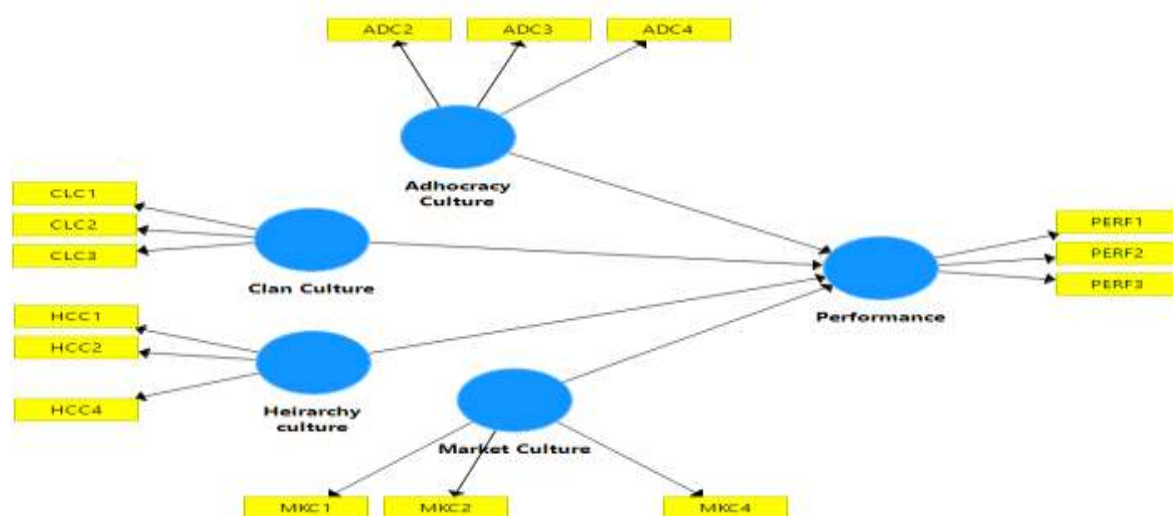 ADC2 ADC3 ADC4
Adhocracy
Culture
CLC1
CLC2
CLC3
Clan Culture
HCC1
HCC2
HCC4
Heirarchy
culture
Market Culture
MKC1 MKC2 MKC4
Performance
PERF1
PERF2
PERF3